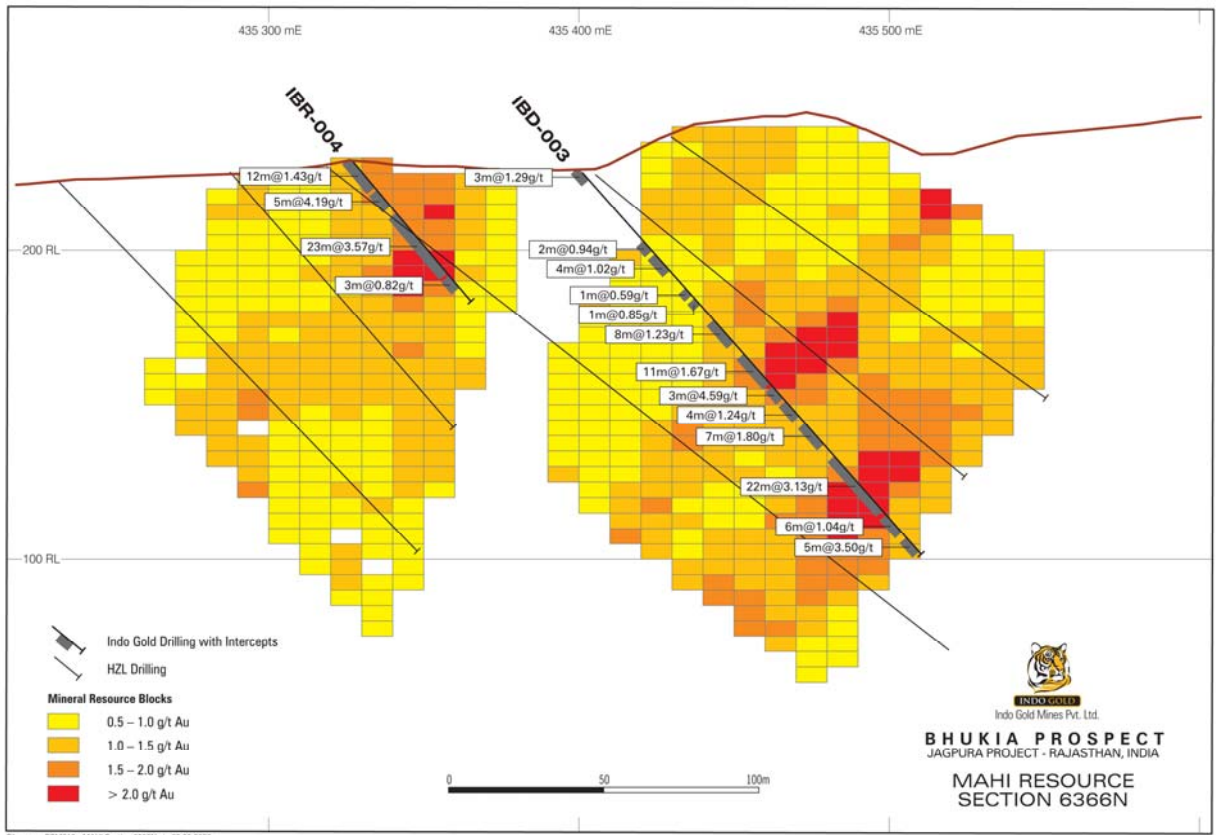 435 300 mE
435 400 mE
435 500 mE
IBR-004
IBD-003
12m@1.43g/t
5m@4.19g/t
23m@3.57g/t
3m@0.82g/t
3m@1.29g/t
2m@0.94g/t
4m@1.02g/t
1m@0.59g/t
1m@0.85g/t
8m@1.23g/t
11m@1.67g/t
3m@4.59g/t
4m@1.24g/t
7m@1.80g/t
22m@3.13g/t
6m@1.04g/t
5m@3.50g/t
200 RL
100 RL
Indo Gold Drilling with Intercepts
HZL Drilling
Mineral Resource Blocks
0.5 – 1.0 g/t Au
1.0 – 1.5 g/t Au
1.5 – 2.0 g/t Au
> 2.0 g/t Au
0 50 100m
INDO GOLD
Indo Gold Mines Pvt. Ltd.
BHUKIA PROSPECT
JAGPURA PROJECT - RAJASTHAN, INDIA
MAHI RESOURCE
SECTION 6366N